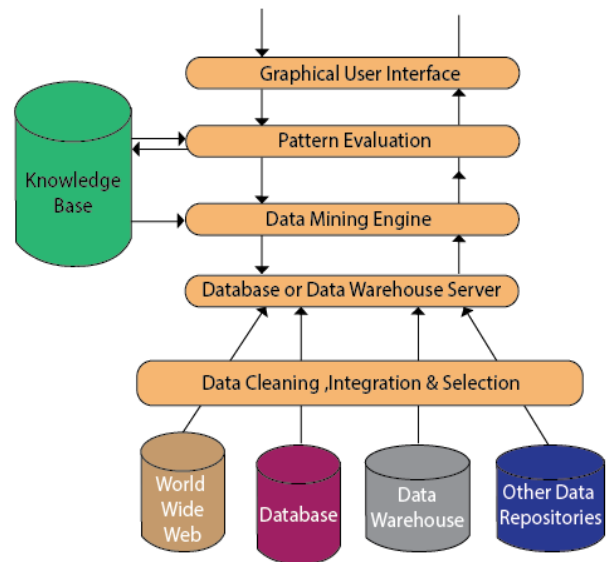 Graphical User Interface
Pattern Evaluation
Knowledge
Base
Data Mining Engine
Database or Data Warehouse Server
Data Cleaning ,Integration & Selection
World
Wide
Web
Database
Data
Warehouse
Other Data
Repositories